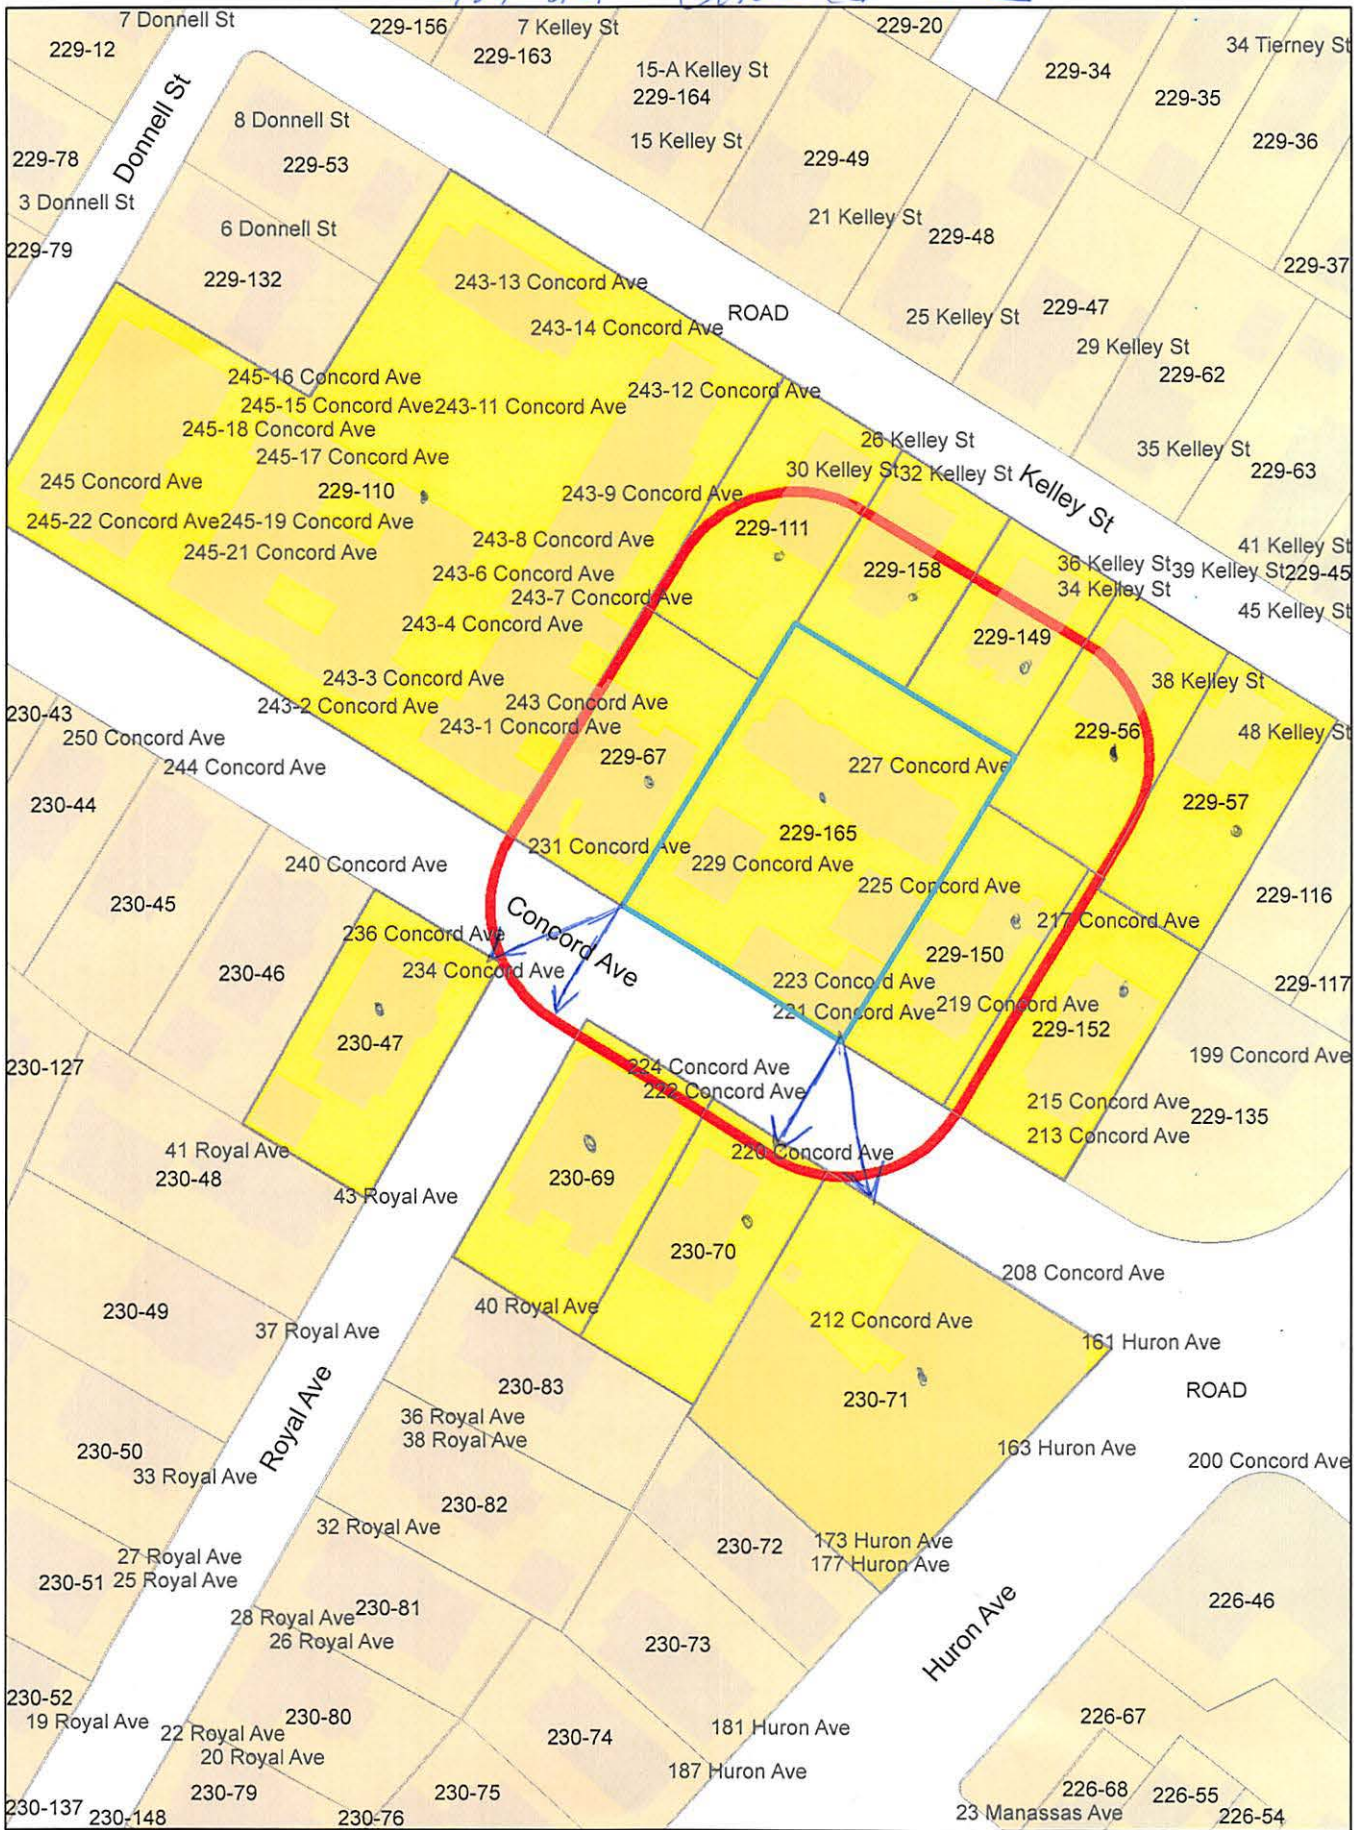 7 Donnell St
229-12
229-156
7 Kelley St
229-163
229-20
34 Tierney St
15-A Kelley St
229-164
229-34
229-35
Donnell St
8 Donnell St
229-53
15 Kelley St
229-36
229-78
229-49
3 Donnell St
21 Kelley St
6 Donnell St
229-48
229-79
229-132
229-37
243-13 Concord Ave
ROAD
229-47
25 Kelley St
243-14 Concord Ave
29 Kelley St
229-62
245-16 Concord Ave
243-12 Concord Ave
245-15 Concord Ave
243-11 Concord Ave
245-18 Concord Ave
26 Kelley St
35 Kelley St
245-17 Concord Ave
30 Kelley St
32 Kelley St
Kelley St
229-63
245 Concord Ave
229-110
243-9 Concord Ave
245-22 Concord Ave
245-19 Concord Ave
229-111
243-8 Concord Ave
41 Kelley St
245-21 Concord Ave
36 Kelley St
39 Kelley St
229-45
229-158
243-6 Concord Ave
34 Kelley St
243-7 Concord Ave
45 Kelley St
243-4 Concord Ave
229-149
243-3 Concord Ave
38 Kelley St
243-2 Concord Ave
243 Concord Ave
230-43
243-1 Concord Ave
229-56
48 Kelley St
250 Concord Ave
229-67
227 Concord Ave
244 Concord Ave
230-44
229-57
229-165
231 Concord Ave
240 Concord Ave
229 Concord Ave
225 Concord Ave
229-116
230-45
Concord Ave
217 Concord Ave
236 Concord Ave
229-150
230-46
234 Concord Ave
223 Concord Ave
229-117
219 Concord Ave
221 Concord Ave
229-152
230-47
199 Concord Ave
230-127
224 Concord Ave
222 Concord Ave
215 Concord Ave
229-135
213 Concord Ave
41 Royal Ave
220 Concord Ave
230-48
230-69
43 Royal Ave
230-70
208 Concord Ave
230-49
40 Royal Ave
212 Concord Ave
37 Royal Ave
161 Huron Ave
230-83
ROAD
230-71
Royal Ave
36 Royal Ave
38 Royal Ave
230-50
163 Huron Ave
200 Concord Ave
33 Royal Ave
230-82
32 Royal Ave
230-72
173 Huron Ave
27 Royal Ave
177 Huron Ave
230-51
25 Royal Ave
28 Royal Ave
230-81
226-46
26 Royal Ave
230-73
Huron Ave
230-52
19 Royal Ave
230-80
226-67
22 Royal Ave
181 Huron Ave
230-74
20 Royal Ave
187 Huron Ave
230-79
230-75
226-68
226-55
230-137
230-148
230-76
23 Manassas Ave
226-54